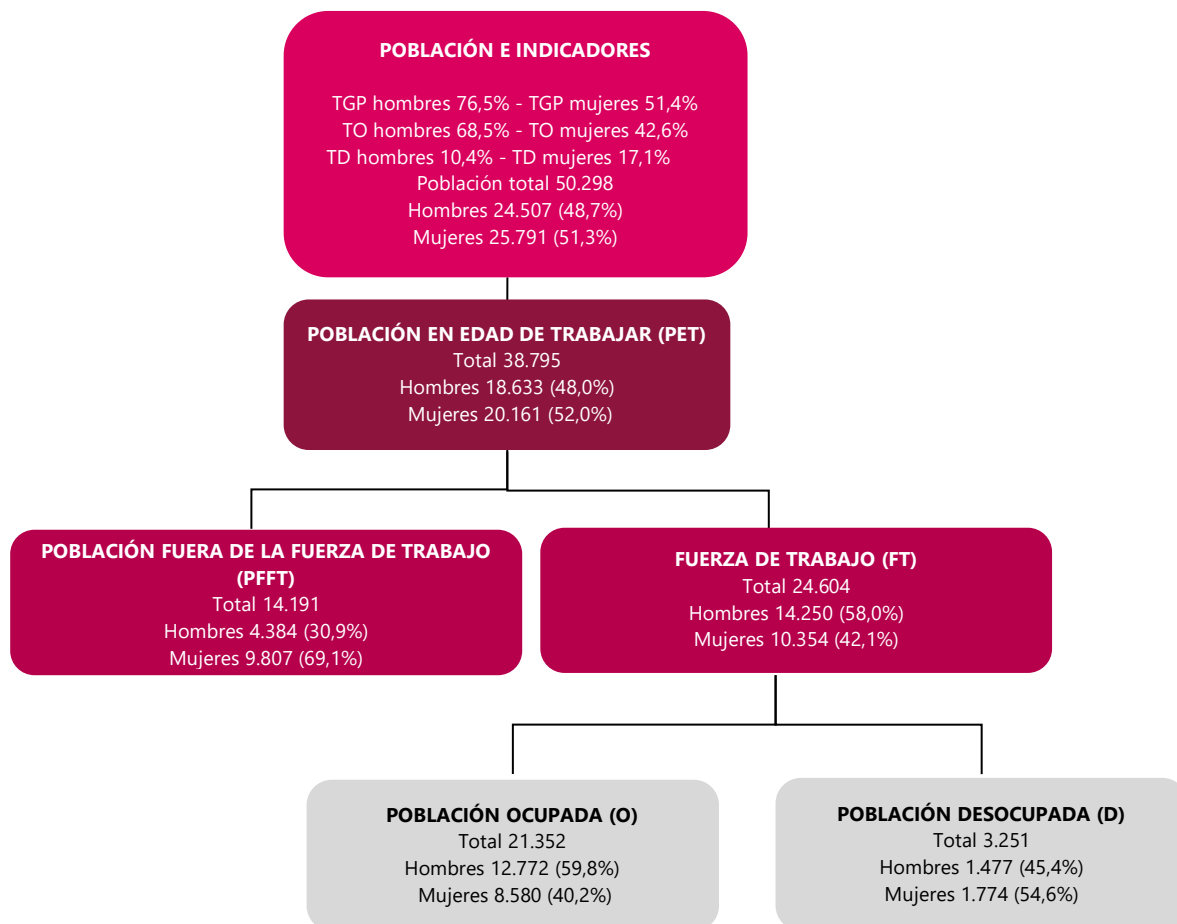 POBLACIÓN E INDICADORES
TGP hombres 76,5% - TGP mujeres 51,4%
TO hombres 68,5% - TO mujeres 42,6%
TD hombres 10,4% - TD mujeres 17,1%
Población total 50.298
Hombres 24.507 (48,7%)
Mujeres 25.791 (51,3%)
POBLACIÓN EN EDAD DE TRABAJAR (PET)
Total 38.795
Hombres 18.633 (48,0%)
Mujeres 20.161 (52,0%)
POBLACIÓN FUERA DE LA FUERZA DE TRABAJO
(PFFT)
Total 14.191
Hombres 4.384 (30,9%)
Mujeres 9.807 (69,1%)
FUERZA DE TRABAJO (FT)
Total 24.604
Hombres 14.250 (58,0%)
Mujeres 10.354 (42,1%)
POBLACIÓN OCUPADA (O)
Total 21.352
Hombres 12.772 (59,8%)
Mujeres 8.580 (40,2%)
POBLACIÓN DESOCUPADA (D)
Total 3.251
Hombres 1.477 (45,4%)
Mujeres 1.774 (54,6%)